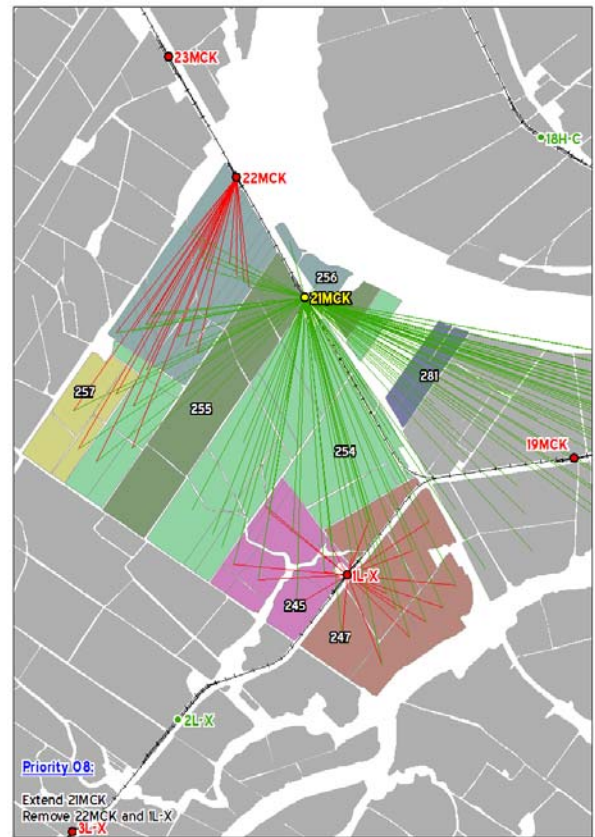 23MCK
18H-C
22MCK
256
21MCK
281
257
255
254
19MCK
1L-X
245
247
2L-X
Priority 08:
Extend 21MCK
Remove 22MCK and 1L-X
3L-X